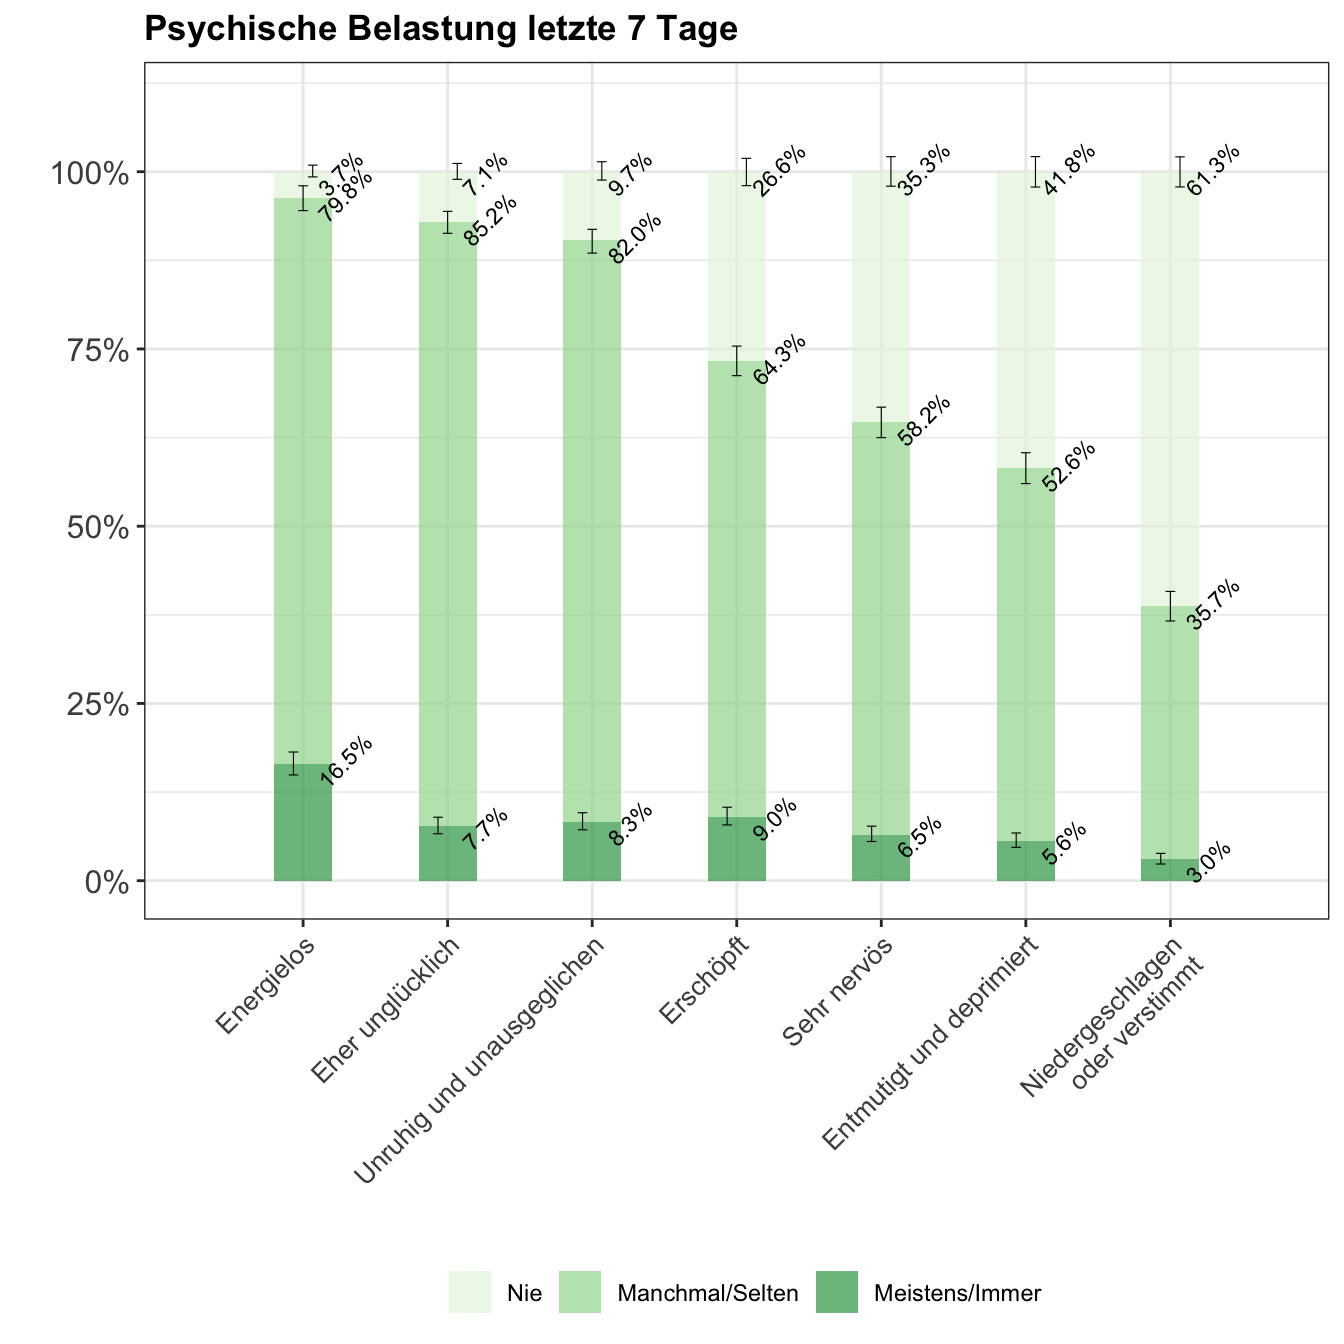 Psychische Belastung letzte 7 Tage
100%
75%
50%
25%
0%
3.7%
7.1%
9.7%
26.6%
35.3%
41.8%
61.3%
79.8%
85.2%
82.0%
64.3%
58.2%
52.6%
35.7%
16.5%
7.7%
8.3%
9.0%
6.5%
5.6%
3.0%
Energielos
Eher unglücklich
Unruhig und unausgeglichen
Erschöpft
Sehr nervös
Entmutigt und deprimiert
Niedergeschlagen
oder verstimmt
Nie
Manchmal/Selten
Meistens/Immer